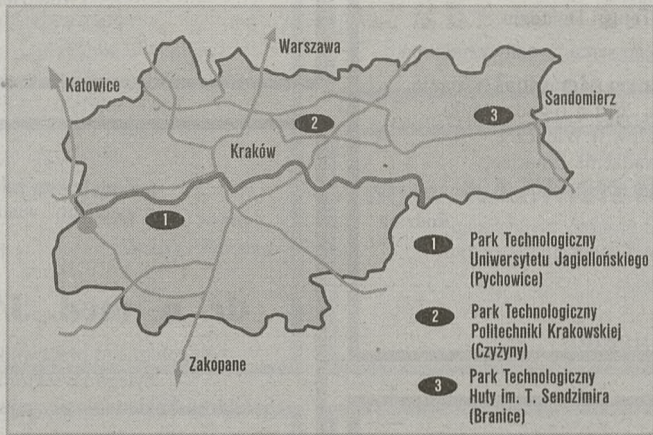 Warszawa
Katowice
Sandomierz
3
2
Kraków
1
1 Park Technologiczny
Uniwersytetu Jagiellońskiego
(Pychowice)
2 Park Technologiczny
Politechniki Krakowskiej
(Czyżyny)
Zakopane
3 Park Technologiczny
Huty im. T. Sendzimira
(Branice)